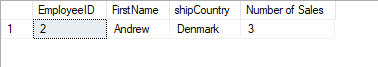 EmployeeID FirstName shipCountry Number of Sales
1 2 Andrew Denmark 3